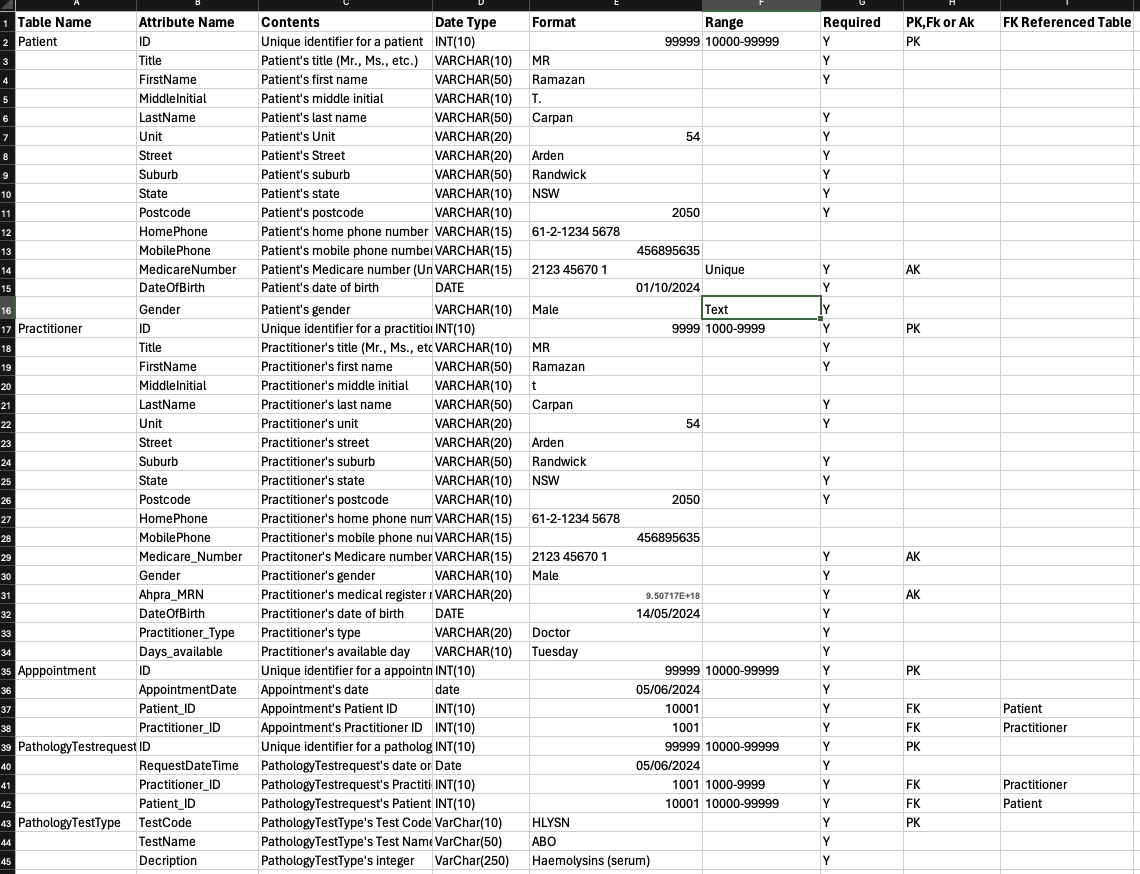 A B C D E F G H I
1 Table Name Attribute Name Contents Date Type Format Range Required PK,Fk or Ak FK Referenced Table
2 Patient ID Unique identifier for a patient INT(10) 99999 10000-99999 Y PK
3 Title Patient's title (Mr., Ms., etc.) VARCHAR(10) MR Y
4 FirstName Patient's first name VARCHAR(50) Ramazan Y
5 MiddleInitial Patient's middle initial VARCHAR(10) T.
6 LastName Patient's last name VARCHAR(50) Carpan Y
7 Unit Patient's Unit VARCHAR(20) 54 Y
8 Street Patient's Street VARCHAR(20) Arden Y
9 Suburb Patient's suburb VARCHAR(50) Randwick Y
10 State Patient's state VARCHAR(10) NSW Y
11 Postcode Patient's postcode VARCHAR(10) 2050 Y
12 HomePhone Patient's home phone number VARCHAR(15) 61-2-1234 5678
13 MobilePhone Patient's mobile phone number VARCHAR(15) 456895635
14 MedicareNumber Patient's Medicare number (Un VARCHAR(15) 2123 45670 1 Unique Y AK
15 DateOfBirth Patient's date of birth DATE 01/10/2024 Y
16 Gender Patient's gender VARCHAR(10) Male Text Y
17 Practitioner ID Unique identifier for a practitio INT(10) 9999 1000-9999 Y PK
18 Title Practitioner's title (Mr., Ms., etc VARCHAR(10) MR Y
19 FirstName Practitioner's first name VARCHAR(50) Ramazan Y
20 MiddleInitial Practitioner's middle initial VARCHAR(10) t
21 LastName Practitioner's last name VARCHAR(50) Carpan Y
22 Unit Practitioner's unit VARCHAR(20) 54 Y
23 Street Practitioner's street VARCHAR(20) Arden
24 Suburb Practitioner's suburb VARCHAR(50) Randwick Y
25 State Practitioner's state VARCHAR(10) NSW Y
26 Postcode Practitioner's postcode VARCHAR(10) 2050 Y
27 HomePhone Practitioner's home phone num VARCHAR(15) 61-2-1234 5678
28 MobilePhone Practitioner's mobile phone nu VARCHAR(15) 456895635
29 Medicare_Number Practitoner's Medicare number VARCHAR(15) 2123 45670 1 Y AK
30 Gender Practitioner's gender VARCHAR(10) Male Y
31 Ahpra_MRN Practitioner's medical register VARCHAR(20) 9.50717E+18 Y AK
32 DateOfBirth Practitioner's date of birth DATE 14/05/2024 Y
33 Practitioner_Type Practitioner's type VARCHAR(20) Doctor Y
34 Days_available Practitioner's available day VARCHAR(10) Tuesday Y
35 Apppointment ID Unique identifier for a appointn INT(10) 99999 10000-99999 Y PK
36 AppointmentDate Appointment's date date 05/06/2024 Y
37 Patient_ID Appointment's Patient ID INT(10) 10001 Y FK Patient
38 Practitioner_ID Appointment's Practitioner ID INT(10) 1001 Y FK Practitioner
39 PathologyTestrequest ID Unique identifier for a patholog INT(10) 99999 10000-99999 Y PK
40 RequestDateTime PathologyTestrequest's date or Date 05/06/2024 Y
41 Practitioner_ID PathologyTestrequest's Practiti INT(10) 1001 1000-9999 Y FK Practitioner
42 Patient_ID PathologyTestrequest's Patient INT(10) 10001 10000-99999 Y FK Patient
43 PathologyTestType TestCode PathologyTestType's Test Code VarChar(10) HLYSN Y PK
44 TestName PathologyTestType's Test Name VarChar(50) ABO Y
45 Decription PathologyTestType's integer VarChar(250) Haemolysins (serum) Y